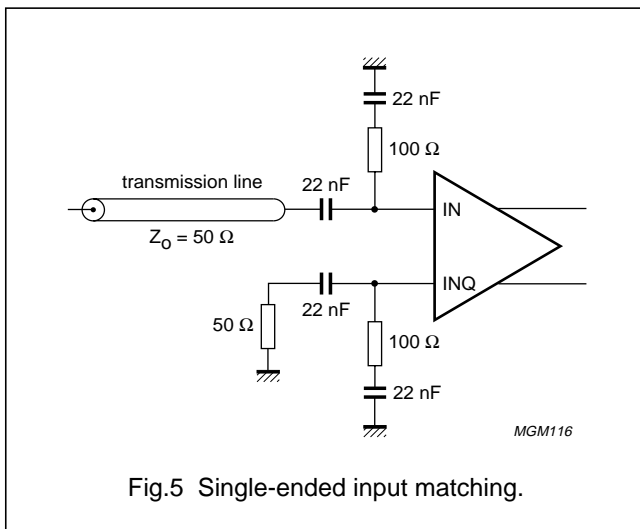 22 nF
100 Ω
transmission line
22 nF
Zo = 50 Ω
IN
INQ
22 nF
50 Ω
100 Ω
22 nF
MGM116
Fig.5 Single-ended input matching.